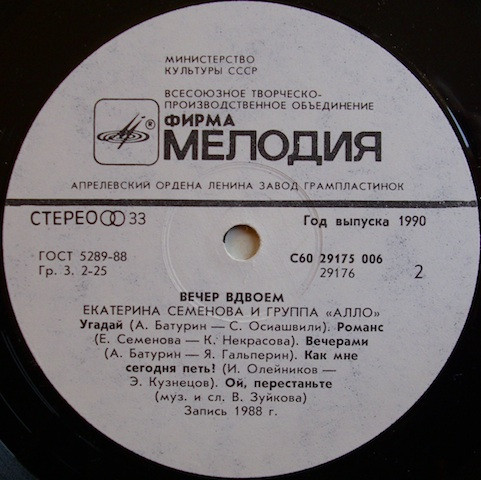 МИНИСТЕРСТВО
КУЛЬТУРЫ СССР
ВСЕСОЮЗНОЕ ТВОРЧЕСКО-
ПРОИЗВОДСТВЕННОЕ ОБЪЕДИНЕНИЕ
®
ФИРМА
МЕЛОДИЯ
АПРЕЛЕВСКИЙ ОРДЕНА ЛЕНИНА ЗАВОД ГРАМПЛАСТИНОК
СТЕРЕО 33
Год выпуска 1990
ГОСТ 5289-88
С60 29175 006
Гр. 3. 2-25
29176
2
ВЕЧЕР ВДВОЕМ
ЕКАТЕРИНА СЕМЕНОВА И ГРУППА «АЛЛО»
Угадай (А. Батурин — С. Осиашвили). Романс
(Е. Семенова — К. Некрасова). Вечерами
(А. Батурин — Я. Гальперин). Как мне
сегодня петь! (И. Олейников —
Э. Кузнецов). Ой, перестаньте
(муз. и сл. В. Зуйкова)
Запись 1988 г.